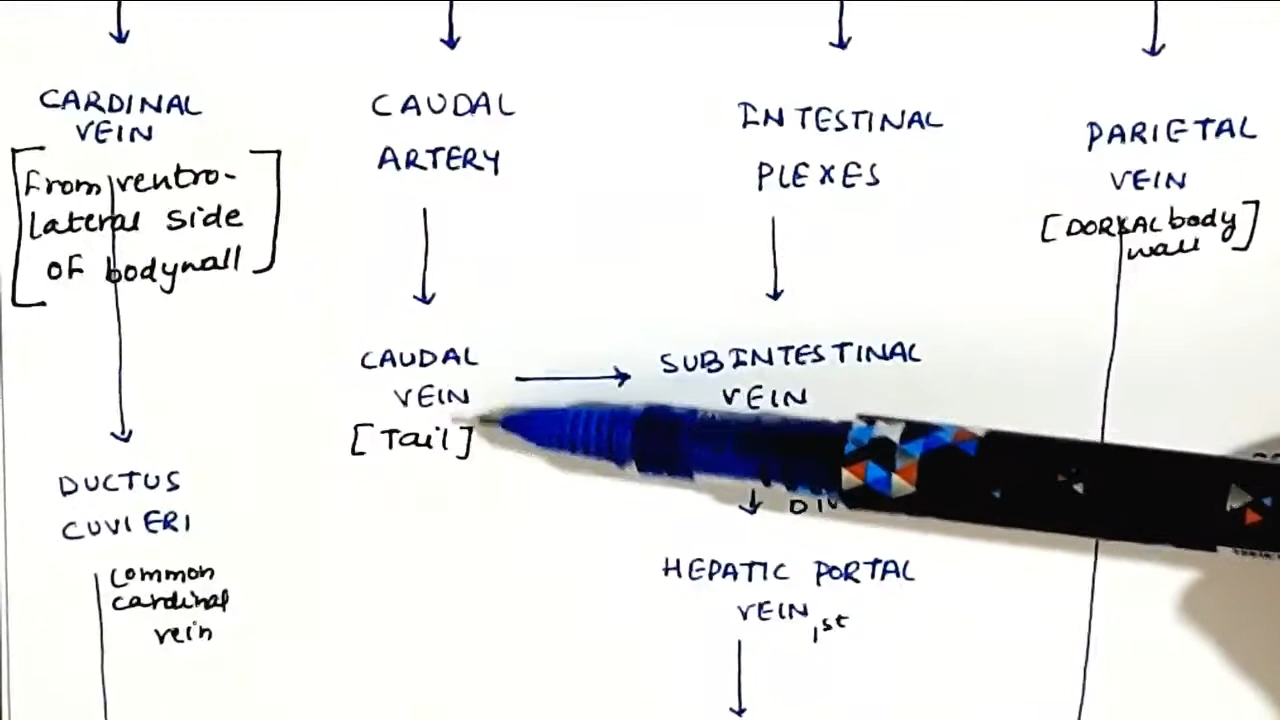 CARDINAL
VEIN
[From ventro-
lateral side
OF bodywall]
DUCTUS
CUVIERI
common
cardinal
vein
CAUDAL
ARTERY
CAUDAL
VEIN
[Tail]
INTESTINAL
PLEXES
SUBINTESTINAL
VEIN
HEPATIC PORTAL
VEIN 1st
PARIETAL
VEIN
[DORSAL body
wall]